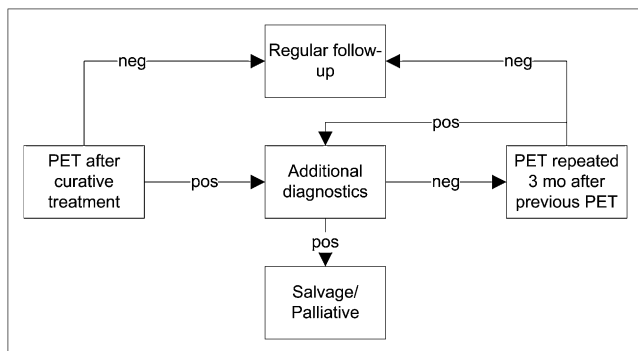 Regular follow-
up
neg
neg
pos
PET after
curative
treatment
pos
Additional
diagnostics
neg
PET repeated
3 mo after
previous PET
pos
Salvage/
Palliative